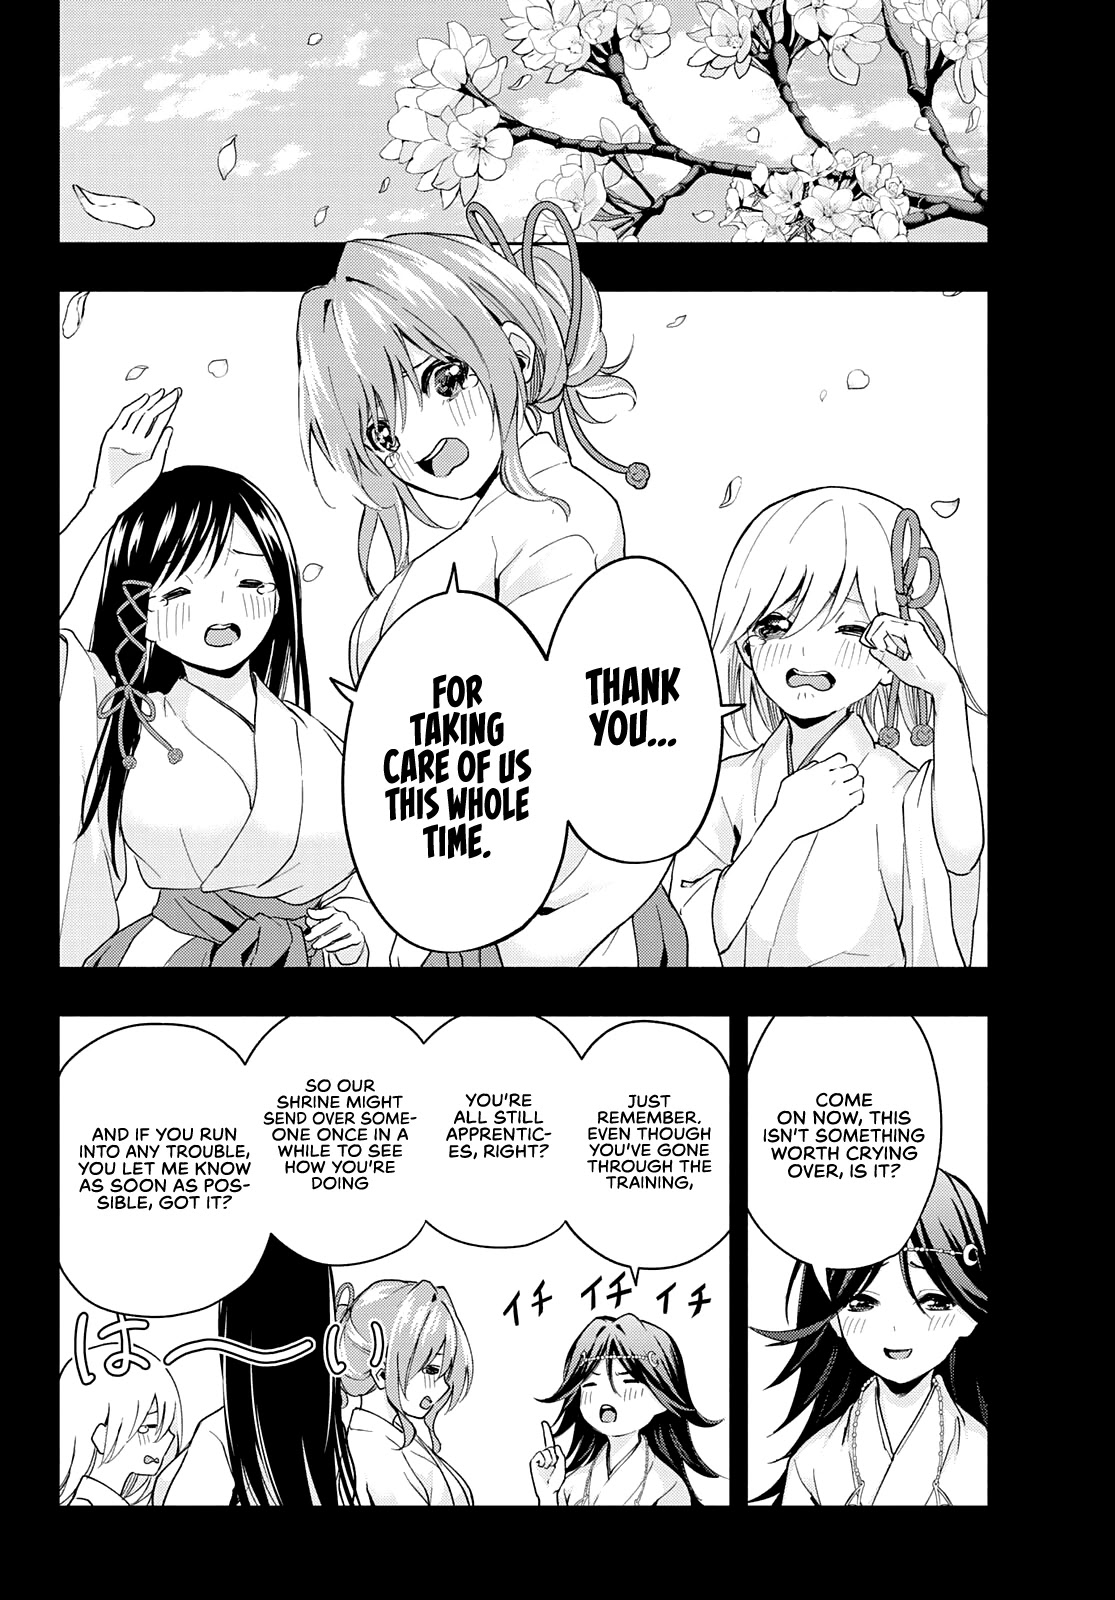 THANK
YOU...
FOR
TAKING
CARE OF US
THIS WHOLE
TIME.
COME
ON NOW, THIS
ISN'T SOMETHING
WORTH CRYING
OVER, IS IT?
JUST
REMEMBER.
EVEN THOUGH
YOU'VE GONE
THROUGH THE
TRAINING,
YOU'RE
ALL STILL
APPRENTIC-
ES, RIGHT?
SO OUR
SHRINE MIGHT
SEND OVER SOME-
ONE ONCE IN A
WHILE TO SEE
HOW YOU'RE
DOING
AND IF YOU RUN
INTO ANY TROUBLE,
YOU LET ME KNOW
AS SOON AS POS-
SIBLE, GOT IT?
イチ イチ イチ
は〜い